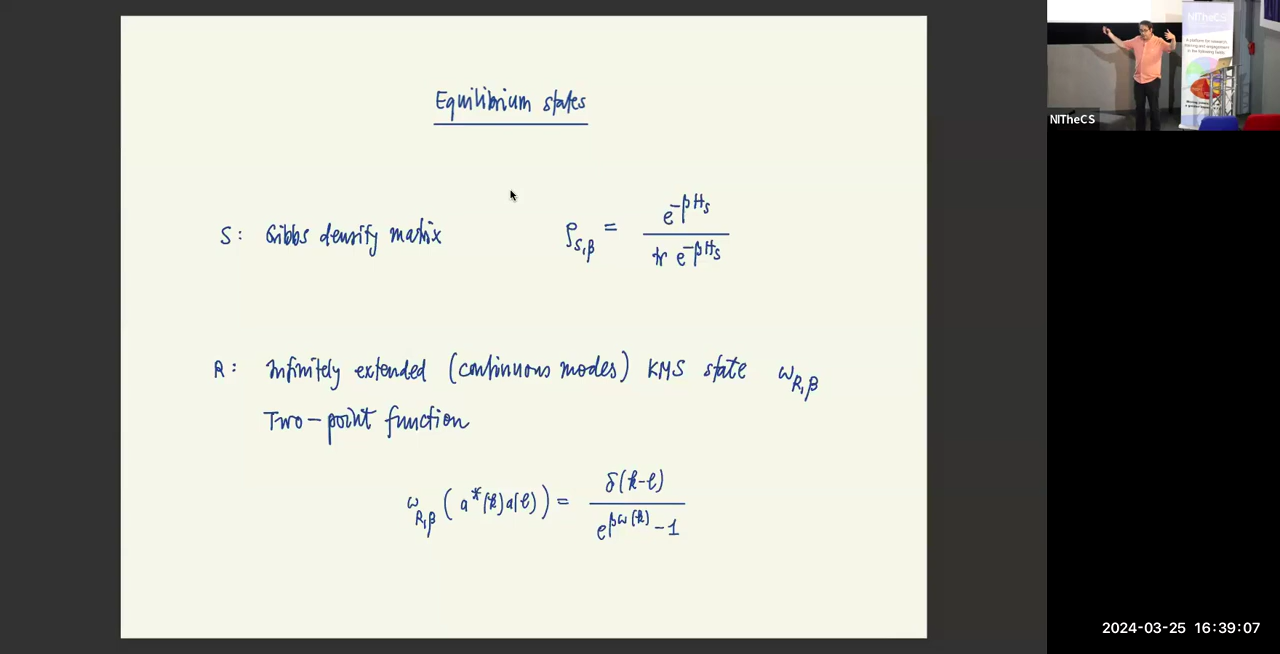 Equilibrium states
S: Gibbs density matrix ρ_{S,β} = e^{-βH_S} / tr e^{-βH_S}
R: Infinitely extended (continuous modes) KMS state ω_{R,β}
Two-point function
ω_{R,β} (a*(k)a(l)) = δ(k-l) / e^{βω(k)} - 1
NITheCS
NITheCS
2024-03-25 16:39:07